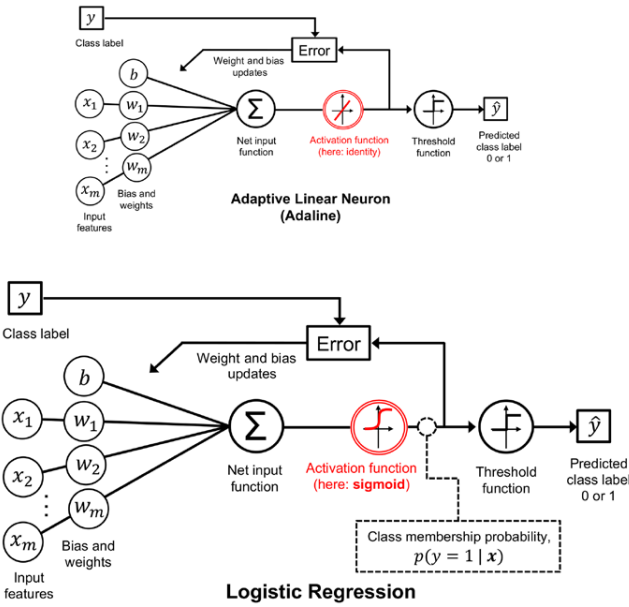 y
Class label
Error
Weight and bias
updates
b
x₁
w₁
x₂
w₂
⋮
wₘ
xₘ
Σ
ŷ
Net input
function
Activation function
(here: identity)
Threshold
function
Predicted
class label
0 or 1
Bias and
weights
Input
features
Adaptive Linear Neuron
(Adaline)
y
Class label
Error
Weight and bias
updates
b
x₁
w₁
x₂
w₂
⋮
wₘ
xₘ
Σ
ŷ
Net input
function
Activation function
(here: sigmoid)
Threshold
function
Predicted
class label
0 or 1
Bias and
weights
Input
features
Class membership probability,
p(y = 1 | x)
Logistic Regression